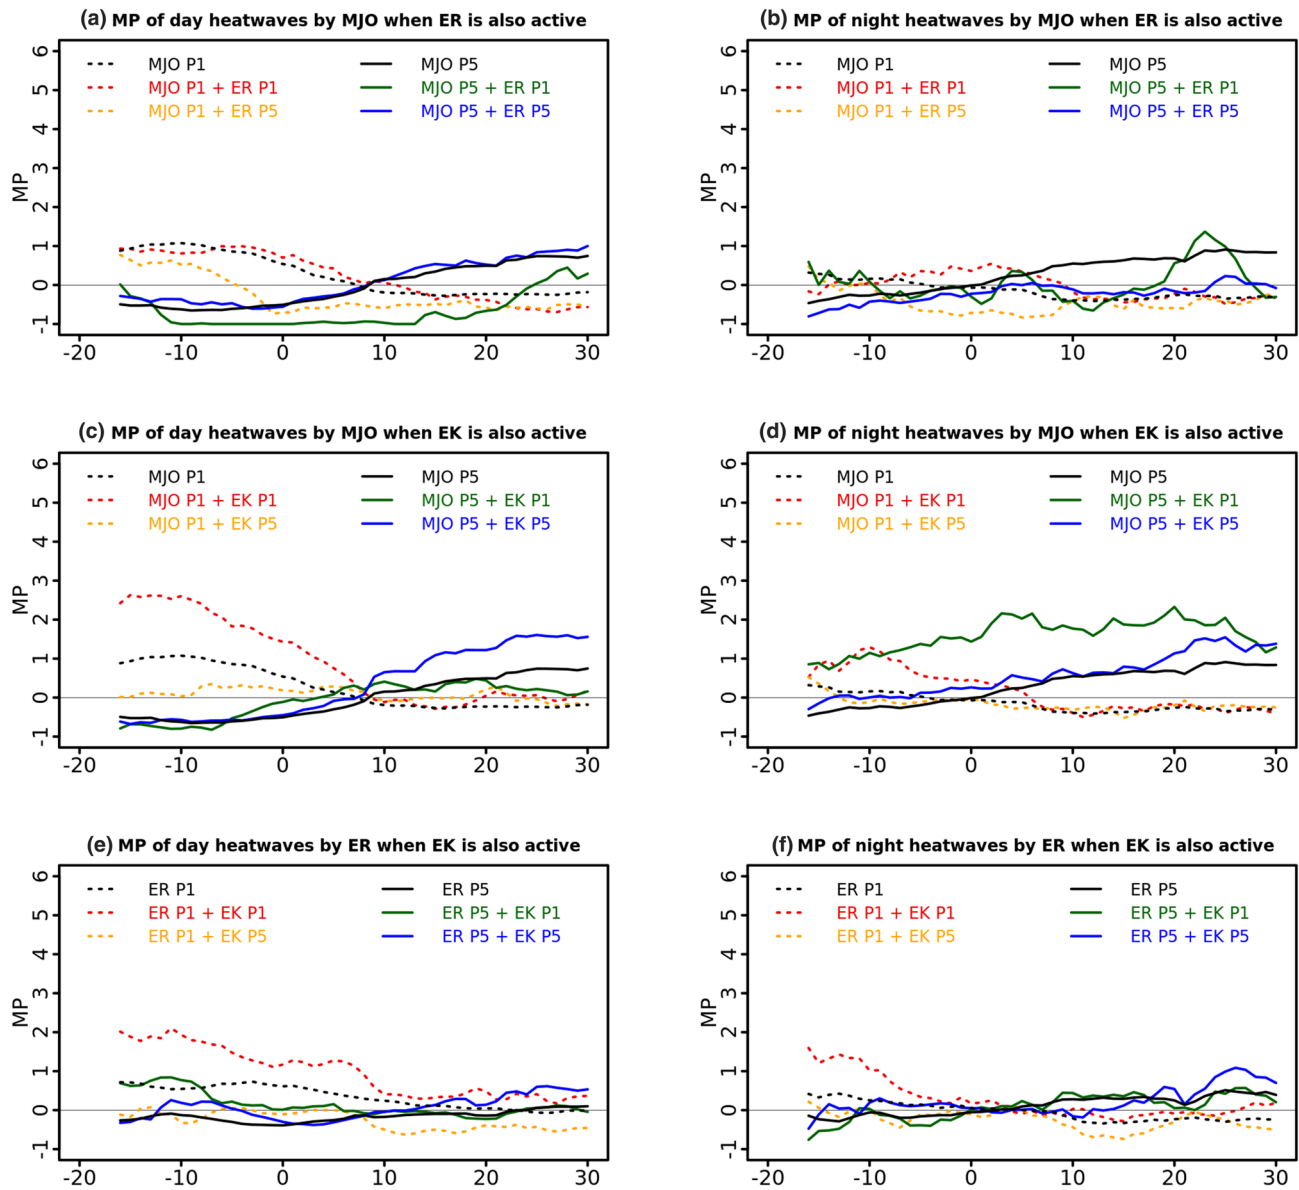 (a) MP of day heatwaves by MJO when ER is also active
MJO P1
MJO P5
MJO P1 + ER P1
MJO P5 + ER P1
MJO P1 + ER P5
MJO P5 + ER P5
MP
6
5
4
3
2
1
0
-1
-20 -10 0 10 20 30
(b) MP of night heatwaves by MJO when ER is also active
MJO P1
MJO P5
MJO P1 + ER P1
MJO P5 + ER P1
MJO P1 + ER P5
MJO P5 + ER P5
MP
6
5
4
3
2
1
0
-1
-20 -10 0 10 20 30
(c) MP of day heatwaves by MJO when EK is also active
MJO P1
MJO P5
MJO P1 + EK P1
MJO P5 + EK P1
MJO P1 + EK P5
MJO P5 + EK P5
MP
6
5
4
3
2
1
0
-1
-20 -10 0 10 20 30
(d) MP of night heatwaves by MJO when EK is also active
MJO P1
MJO P5
MJO P1 + EK P1
MJO P5 + EK P1
MJO P1 + EK P5
MJO P5 + EK P5
MP
6
5
4
3
2
1
0
-1
-20 -10 0 10 20 30
(e) MP of day heatwaves by ER when EK is also active
ER P1
ER P5
ER P1 + EK P1
ER P5 + EK P1
ER P1 + EK P5
ER P5 + EK P5
MP
6
5
4
3
2
1
0
-1
-20 -10 0 10 20 30
(f) MP of night heatwaves by ER when EK is also active
ER P1
ER P5
ER P1 + EK P1
ER P5 + EK P1
ER P1 + EK P5
ER P5 + EK P5
MP
6
5
4
3
2
1
0
-1
-20 -10 0 10 20 30